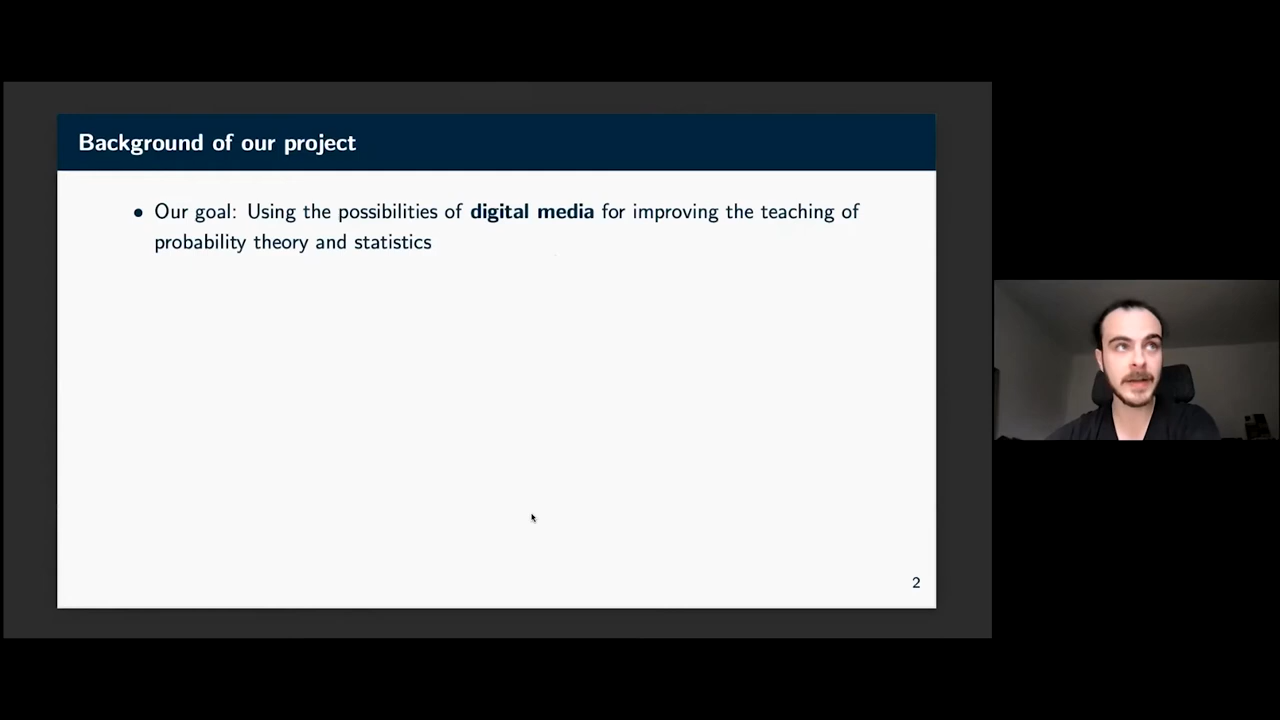 Background of our project
• Our goal: Using the possibilities of digital media for improving the teaching of
probability theory and statistics
2